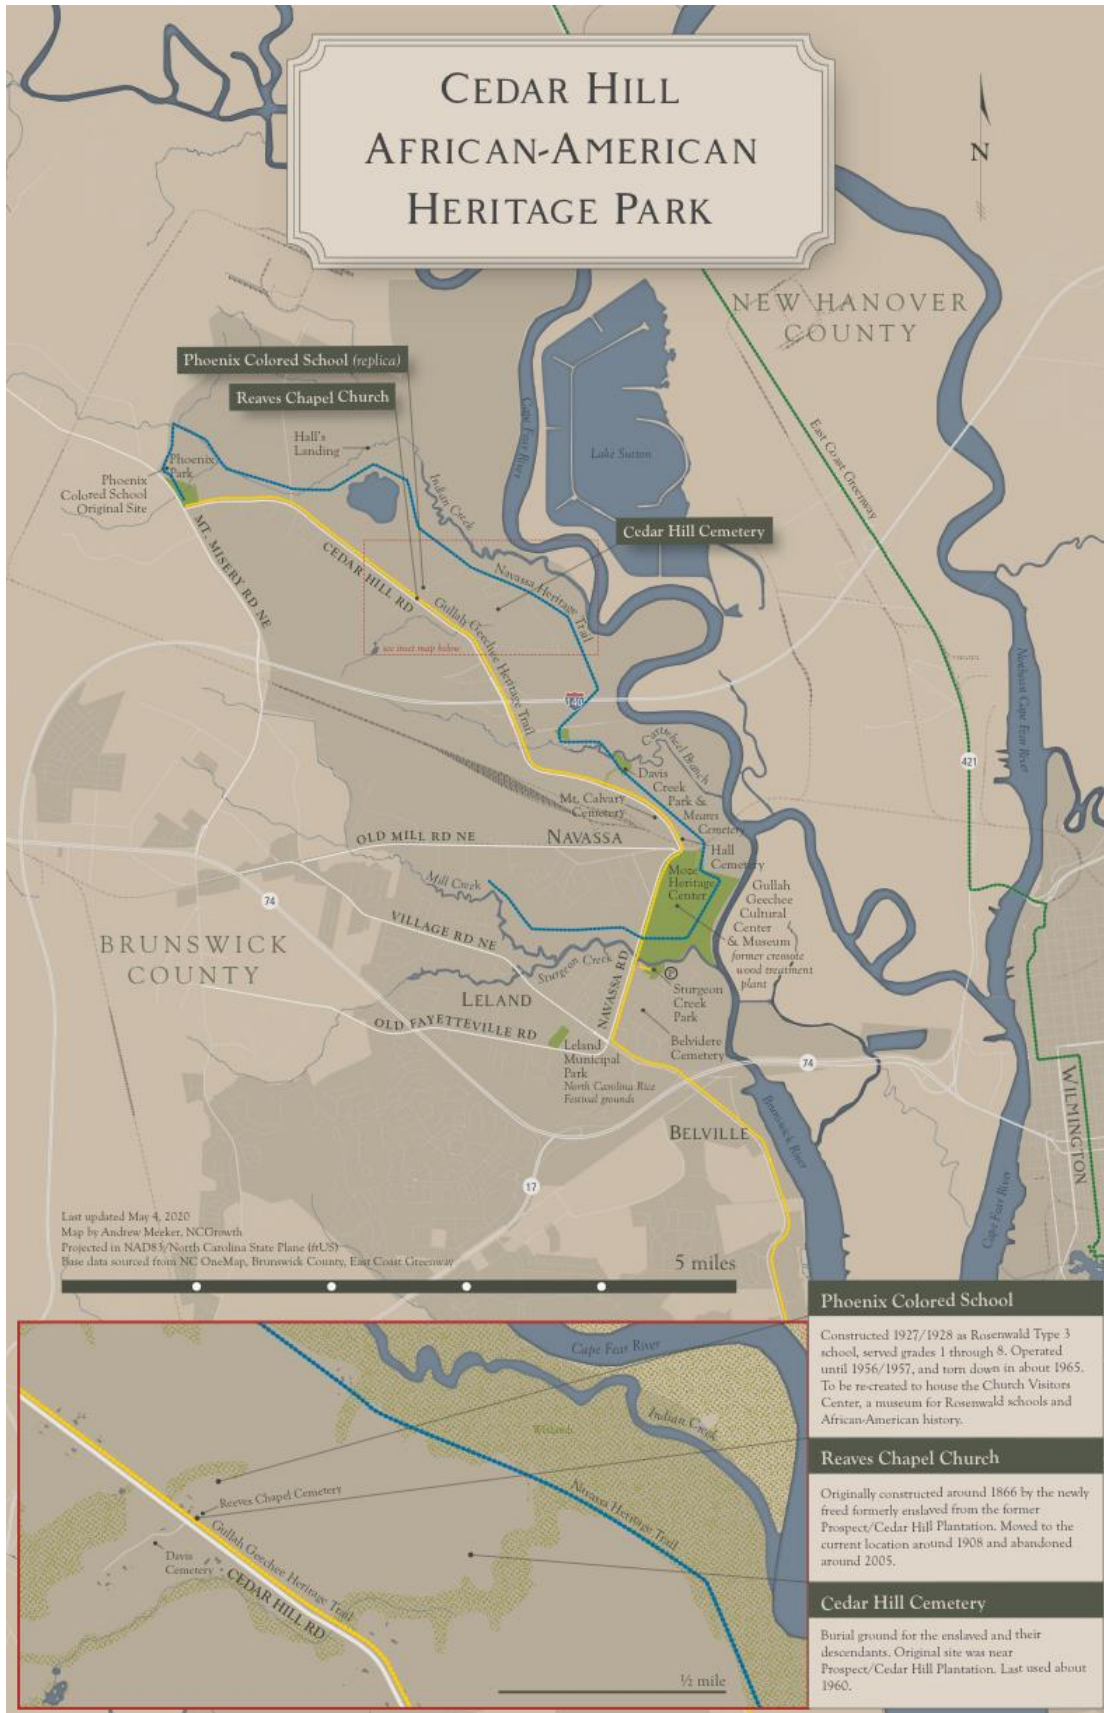 CEDAR HILL
AFRICAN-AMERICAN
HERITAGE PARK
N
NEW HANOVER
COUNTY
Phoenix Colored School (replica)
Reaves Chapel Church
Cape Fear River
Lake Sutton
East Coast Greenway
Hall's
Landing
Phoenix
Park
Phoenix
Colored School
Original Site
Indian Creek
Cedar Hill Cemetery
MT. MISERY RD NE
CEDAR HILL RD
Navassa Heritage Trail
Gullah Geechee Heritage Trail
see inset map below
140
Northeast Cape Fear River
421
Cartwheel Branch
Davis
Creek
Park &
Meares
Cemetery
Mt. Calvary
Cemetery
OLD MILL RD NE
NAVASSA
Hall
Cemetery
Moze
Heritage
Center
Mill Creek
74
Gullah
Geechee
Cultural
Center
& Museum
former creosote
wood treatment
plant
VILLAGE RD NE
BRUNSWICK
COUNTY
Sturgeon Creek
NAVASSA RD
P
Sturgeon
Creek
Park
LELAND
OLD FAYETTEVILLE RD
Belvidere
Cemetery
Leland
Municipal
Park
North Carolina Rice
Festival grounds
74
WILMINGTON
BELVILLE
Brunswick River
17
Cape Fear River
Last updated May 4, 2020
Map by Andrew Meeker, NCGrowth
Projected in NAD83/North Carolina State Plane (ftUS)
Base data sourced from NC OneMap, Brunswick County, East Coast Greenway
5 miles
Cape Fear River
Indian Creek
Wetlands
Navassa Heritage Trail
Reeves Chapel Cemetery
Gullah Geechee Heritage Trail
Davis
Cemetery
CEDAR HILL RD
½ mile
Phoenix Colored School
Constructed 1927/1928 as Rosenwald Type 3
school, served grades 1 through 8. Operated
until 1956/1957, and torn down in about 1965.
To be re-created to house the Church Visitors
Center, a museum for Rosenwald schools and
African-American history.
Reaves Chapel Church
Originally constructed around 1866 by the newly
freed formerly enslaved from the former
Prospect/Cedar Hill Plantation. Moved to the
current location around 1908 and abandoned
around 2005.
Cedar Hill Cemetery
Burial ground for the enslaved and their
descendants. Original site was near
Prospect/Cedar Hill Plantation. Last used about
1960.